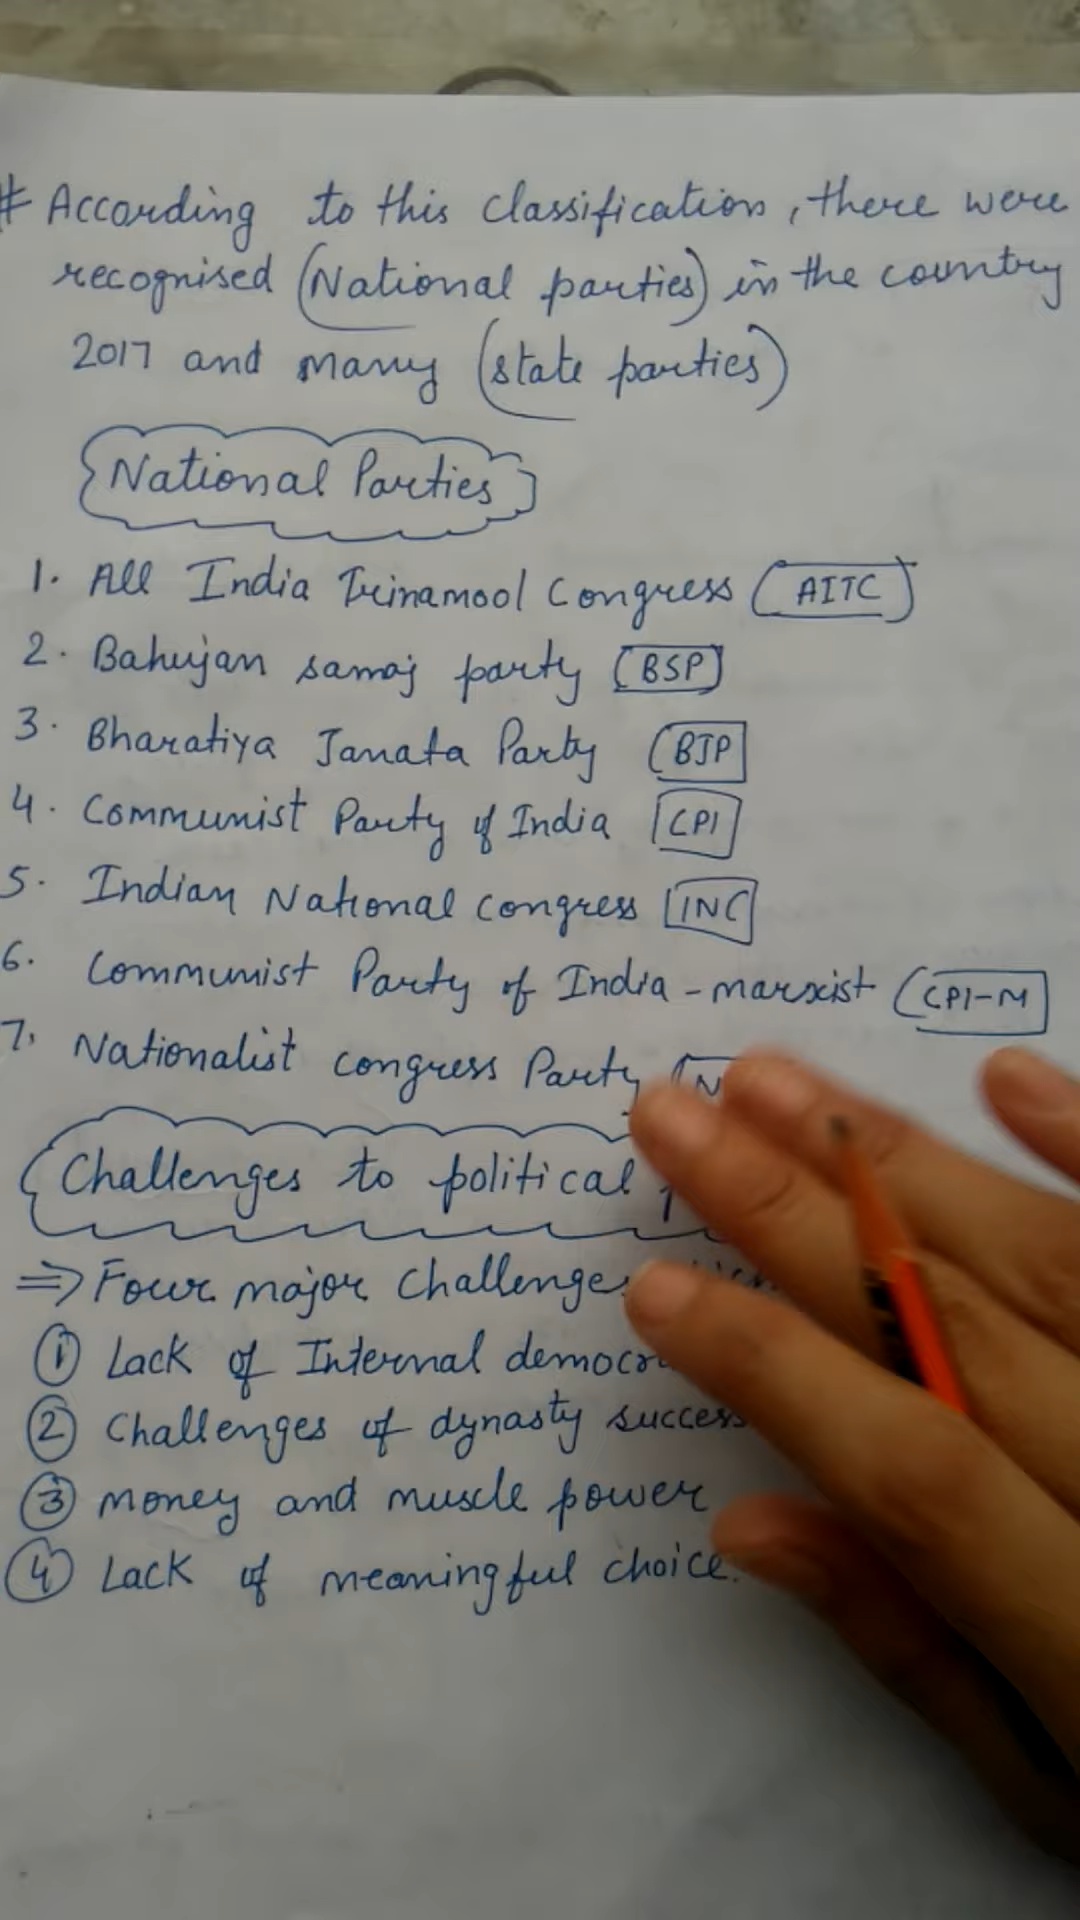 # According to this classification, there were
recognised (National parties) in the country
2017 and many (state parties)
National Parties
1. All India Trinamool Congress (AITC)
2. Bahujan samaj party (BSP)
3. Bharatiya Janata Party (BJP)
4. Communist Party of India [CPI]
5. Indian National congress [INC]
6. Communist Party of India - marxist (CPI-M]
7. Nationalist congress Party
Challenges to political
⇒ Four major Challenges
① Lack of Internal
② Challenges of dynasty
③ money and muscle power
④ Lack of meaningful choice.